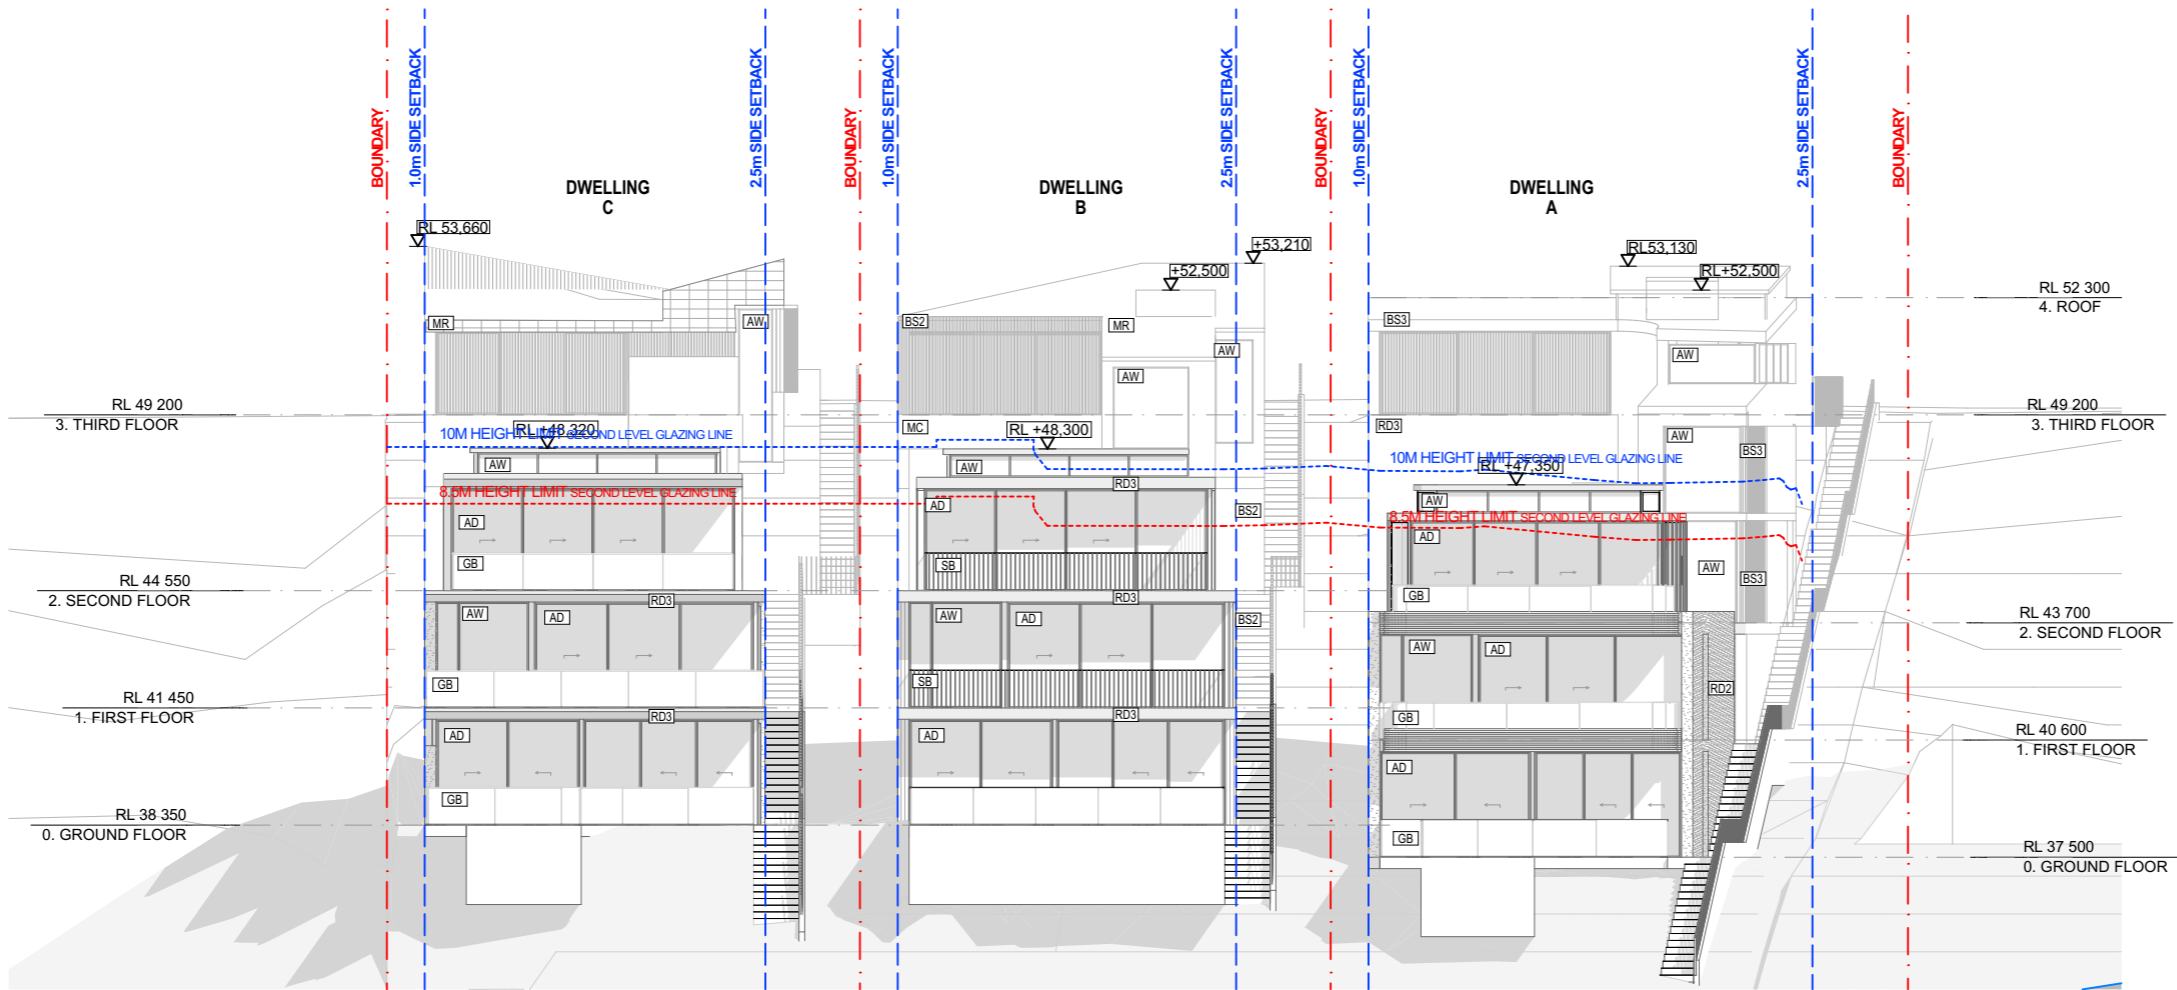 BOUNDARY
1.0m SIDE SETBACK
2.5m SIDE SETBACK
BOUNDARY
1.0m SIDE SETBACK
2.5m SIDE SETBACK
BOUNDARY
1.0m SIDE SETBACK
2.5m SIDE SETBACK
BOUNDARY
DWELLING
C
DWELLING
B
DWELLING
A
RL 53,660
+53,210
+52,500
RL53,130
RL+52,500
RL 52 300
4. ROOF
MR
AW
BS2
MR
AW
AW
BS3
AW
RL 49 200
3. THIRD FLOOR
RL 49 200
3. THIRD FLOOR
RL +48,320
10M HEIGHT LIMIT SECOND LEVEL GLAZING LINE
MC
RL +48,300
RD3
AW
BS3
10M HEIGHT LIMIT SECOND LEVEL GLAZING LINE
RL +47,350
AW
AW
RD3
AW
8.5M HEIGHT LIMIT SECOND LEVEL GLAZING LINE
AD
BS2
8.5M HEIGHT LIMIT SECOND LEVEL GLAZING LINE
AD
AD
GB
SB
AW
BS3
GB
RL 44 550
2. SECOND FLOOR
RD3
RD3
RL 43 700
2. SECOND FLOOR
AW
AD
AW
AD
BS2
AW
AD
GB
SB
RD2
RL 41 450
1. FIRST FLOOR
RD3
RD3
GB
RL 40 600
1. FIRST FLOOR
AD
AD
AD
GB
RL 38 350
0. GROUND FLOOR
GB
RL 37 500
0. GROUND FLOOR